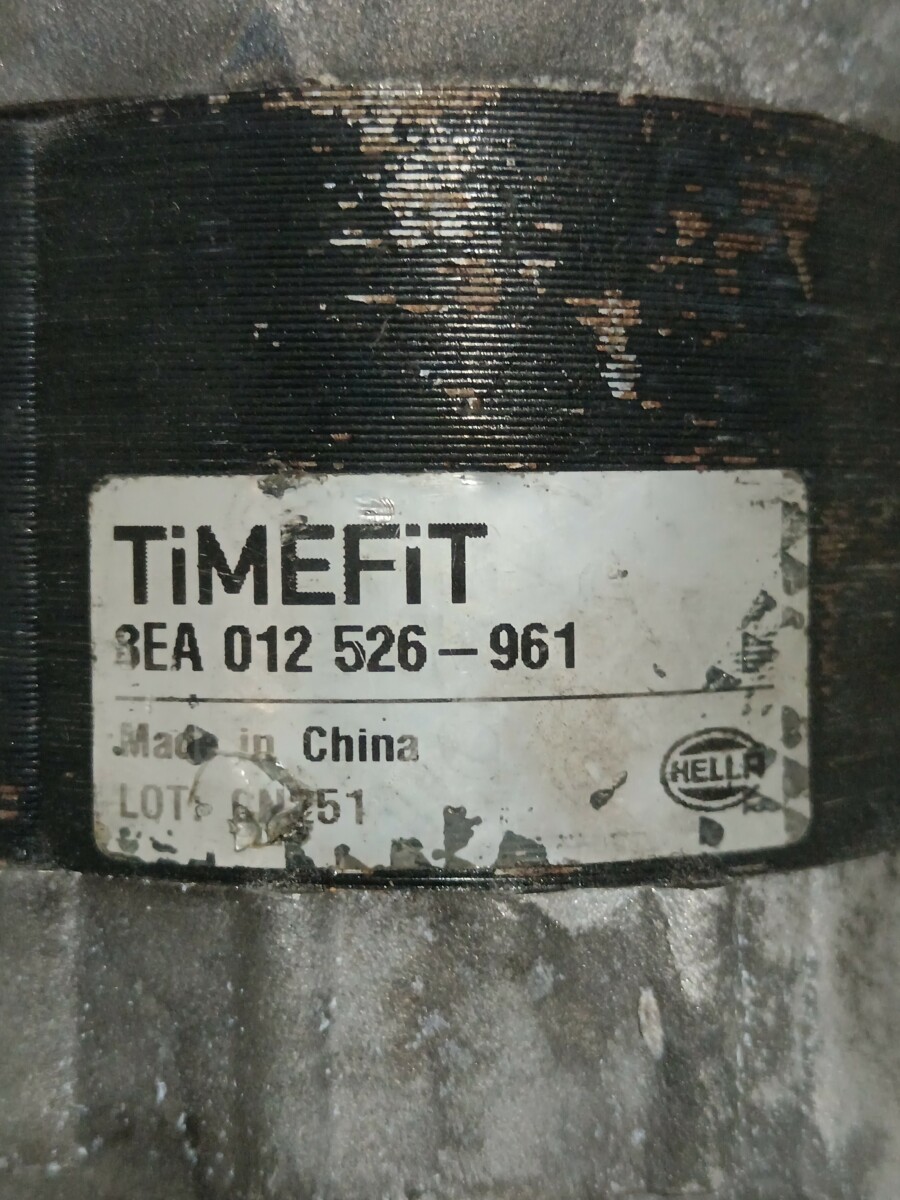 TiMEFiT
8EA 012 526-961
Made in China
HELLA